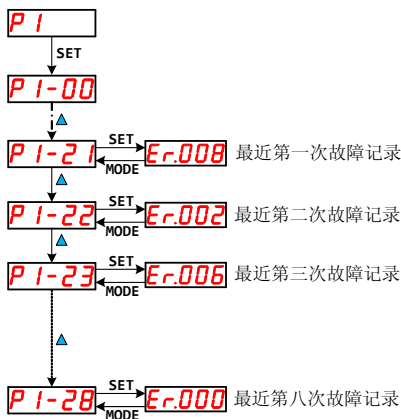 P1
SET
P1-00
P1-21 SET MODE Er.008 最近第一次故障记录
P1-22 SET MODE Er.002 最近第二次故障记录
P1-23 SET MODE Er.006 最近第三次故障记录
P1-28 SET MODE Er.000 最近第八次故障记录